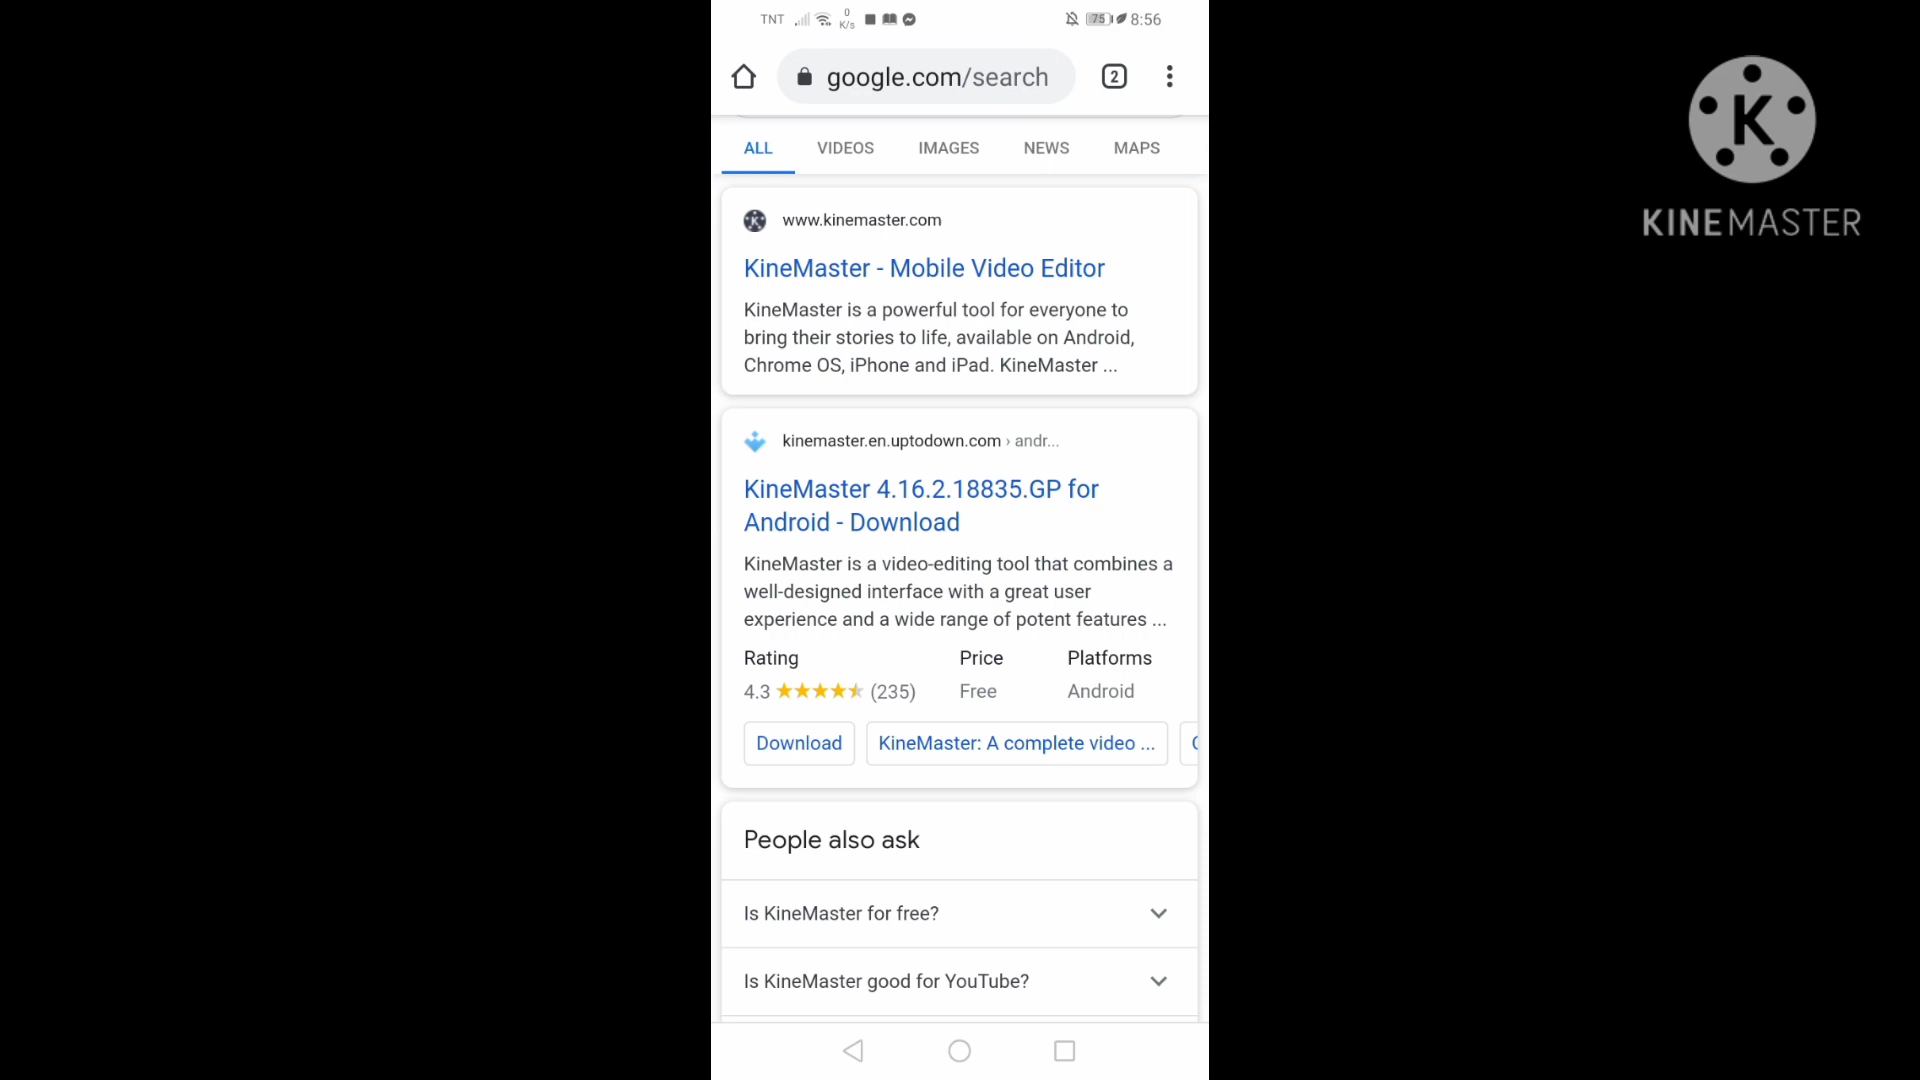 TNT 0 K/s 75 8:56
google.com/search 2
ALL VIDEOS IMAGES NEWS MAPS
www.kinemaster.com
KineMaster - Mobile Video Editor
KineMaster is a powerful tool for everyone to
bring their stories to life, available on Android,
Chrome OS, iPhone and iPad. KineMaster ...
kinemaster.en.uptodown.com › andr...
KineMaster 4.16.2.18835.GP for
Android - Download
KineMaster is a video-editing tool that combines a
well-designed interface with a great user
experience and a wide range of potent features ...
Rating Price Platforms
4.3 (235) Free Android
Download KineMaster: A complete video ...
People also ask
Is KineMaster for free?
Is KineMaster good for YouTube?
K
KINEMASTER